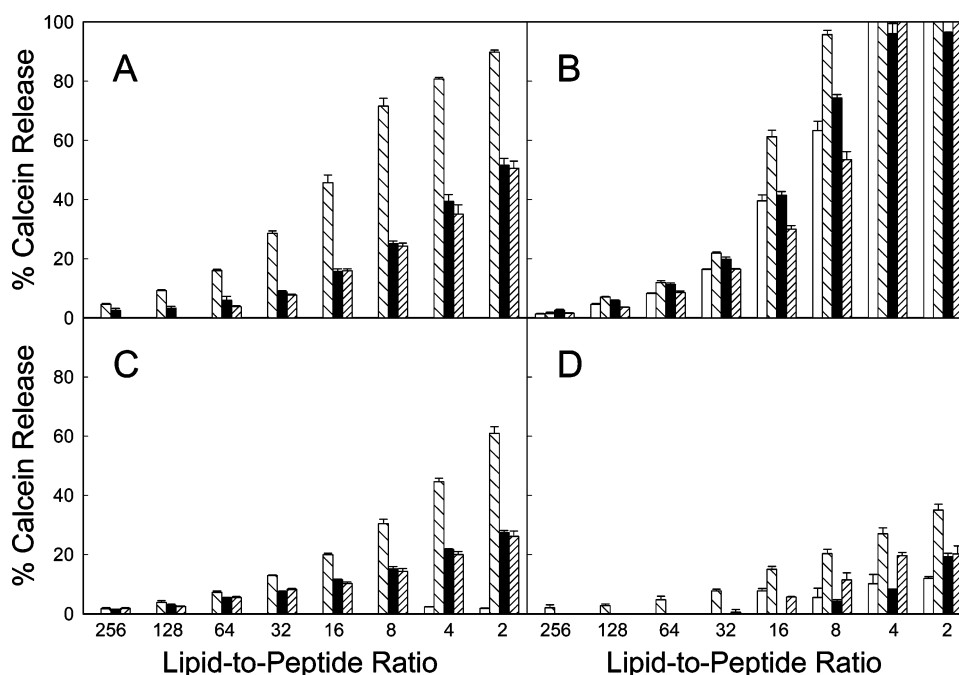 100
80
60
40
20
0
% Calcein Release
A
B
80
60
40
20
0
% Calcein Release
C
D
256 128 64 32 16 8 4 2
256 128 64 32 16 8 4 2
Lipid-to-Peptide Ratio
Lipid-to-Peptide Ratio